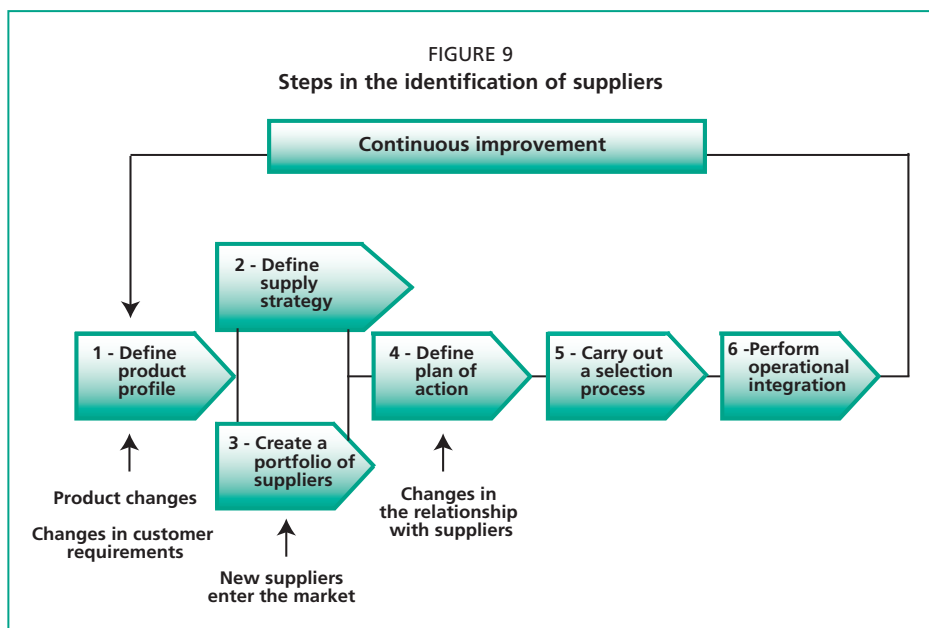 FIGURE 9
Steps in the identification of suppliers
Continuous improvement
2 - Define
supply
strategy
1 - Define
product
profile
4 - Define
plan of
action
5 - Carry out
a selection
process
6 -Perform
operational
integration
3 - Create a
portfolio of
suppliers
Product changes
Changes in customer
requirements
Changes in
the relationship
with suppliers
New suppliers
enter the market